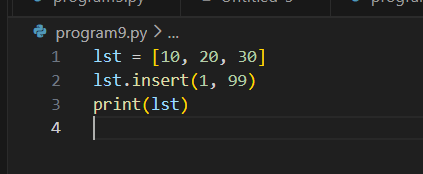 program9.py > ...
1 lst = [10, 20, 30]
2 lst.insert(1, 99)
3 print(lst)
4